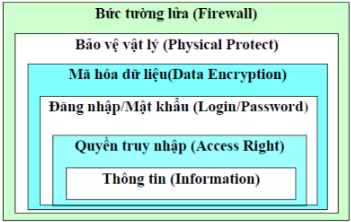 Bức tường lửa (Firewall)
Bảo vệ vật lý (Physical Protect)
Mã hóa dữ liệu(Data Encryption)
Đăng nhập/Mật khẩu (Login/Password)
Quyền truy nhập (Access Right)
Thông tin (Information)